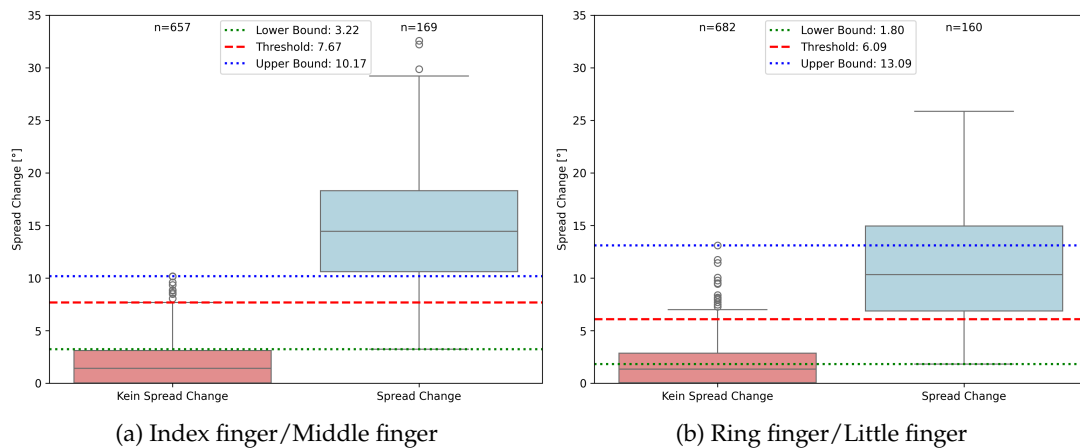 n=657
n=169
Lower Bound: 3.22
Threshold: 7.67
Upper Bound: 10.17
35
30
25
20
15
10
5
0
Spread Change [°]
Kein Spread Change
Spread Change
(a) Index finger/Middle finger
n=682
n=160
Lower Bound: 1.80
Threshold: 6.09
Upper Bound: 13.09
35
30
25
20
15
10
5
0
Spread Change [°]
Kein Spread Change
Spread Change
(b) Ring finger/Little finger